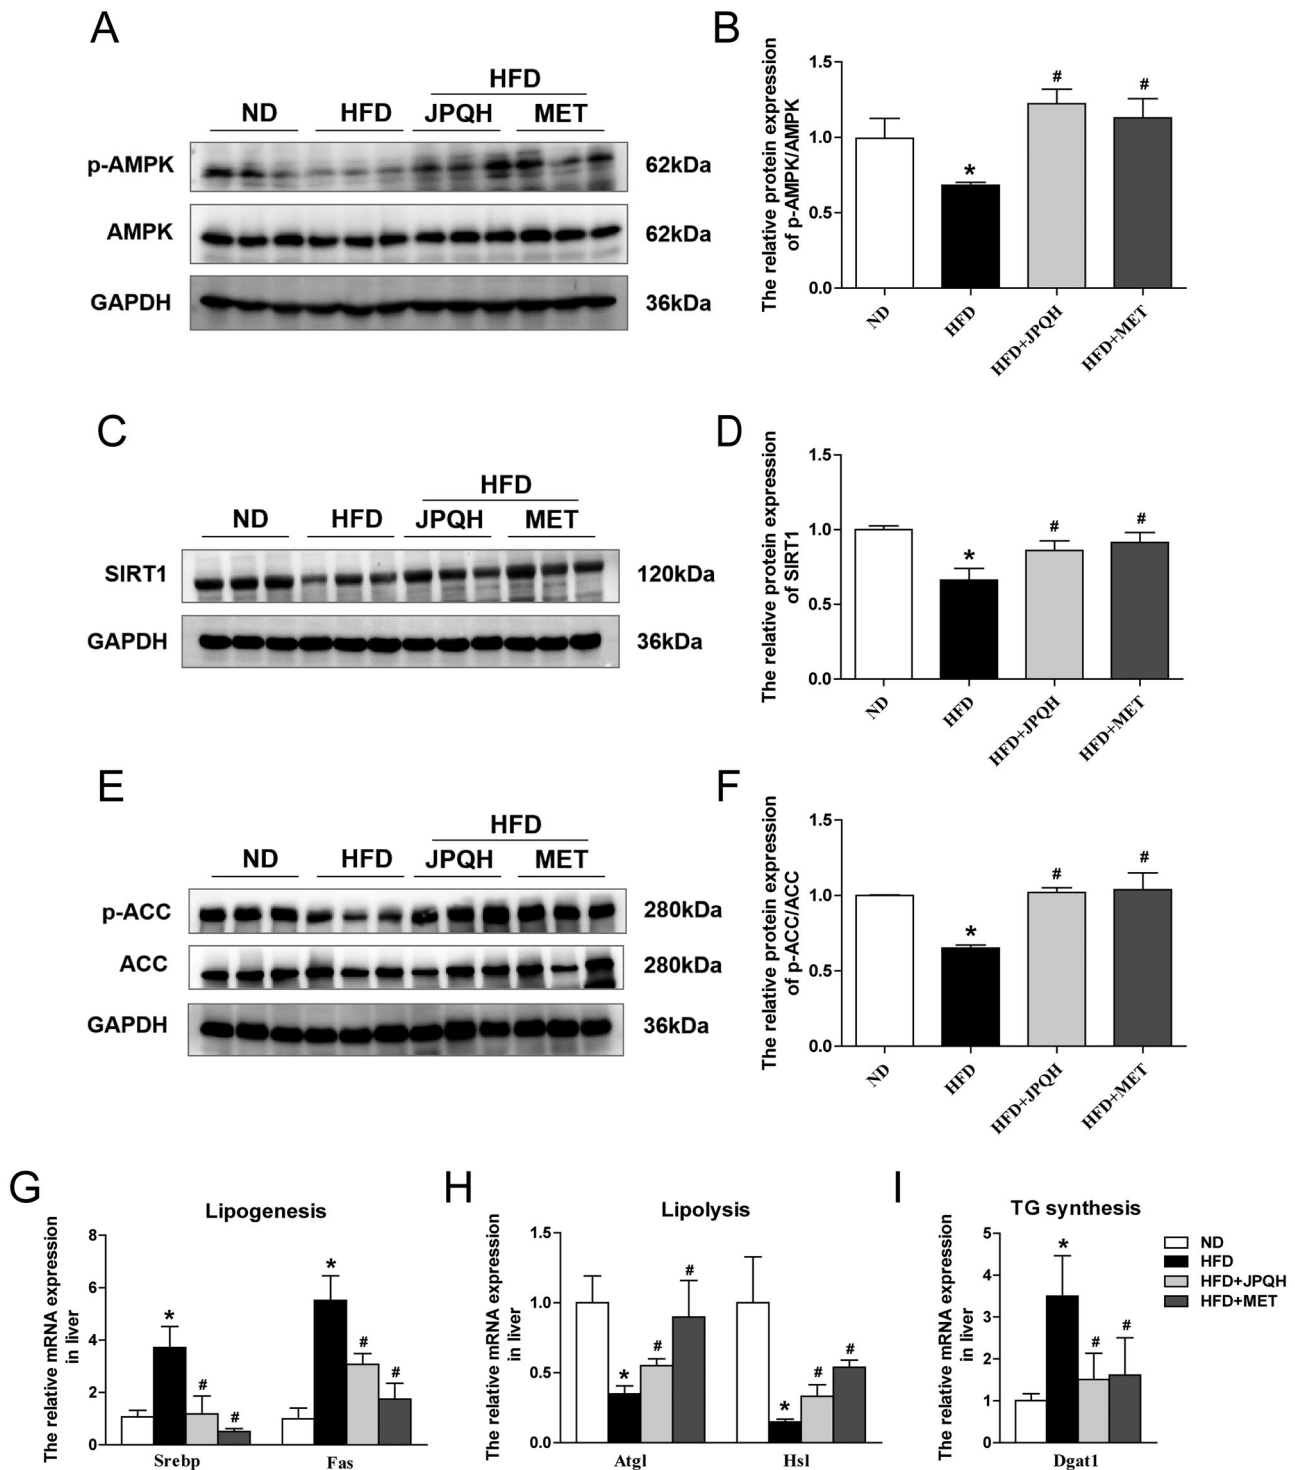 A
HFD
ND HFD JPQH MET
p-AMPK 62kDa
AMPK 62kDa
GAPDH 36kDa
B
The relative protein expression
of p-AMPK/AMPK
1.5
1.0
0.5
0.0
* # #
ND HFD HFD+JPQH HFD+MET
C
HFD
ND HFD JPQH MET
SIRT1 120kDa
GAPDH 36kDa
D
The relative protein expression
of SIRT1
1.5
1.0
0.5
0.0
* # #
ND HFD HFD+JPQH HFD+MET
E
HFD
ND HFD JPQH MET
p-ACC 280kDa
ACC 280kDa
GAPDH 36kDa
F
The relative protein expression
of p-ACC/ACC
1.5
1.0
0.5
0.0
* # #
ND HFD HFD+JPQH HFD+MET
G
Lipogenesis
The relative mRNA expression
in liver
8
6
4
2
0
* # # * # #
Srebp Fas
H
Lipolysis
The relative mRNA expression
in liver
1.5
1.0
0.5
0.0
* # # * # #
Atgl Hsl
I
TG synthesis
The relative mRNA expression
in liver
5
4
3
2
1
0
* # #
Dgat1
ND
HFD
HFD+JPQH
HFD+MET